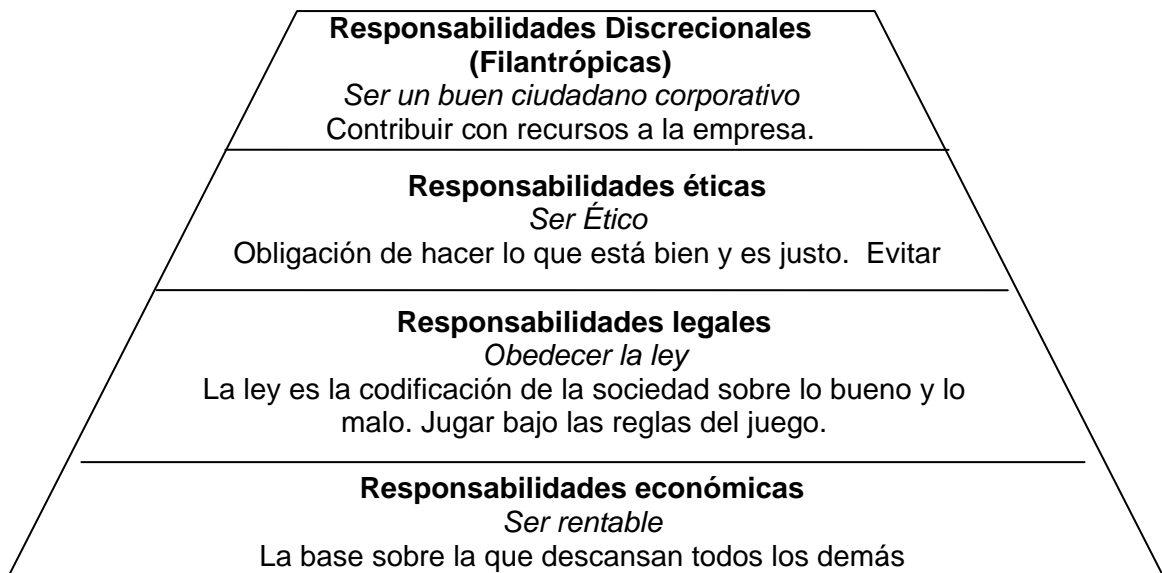 Responsabilidades Discrecionales
(Filantrópicas)
Ser un buen ciudadano corporativo
Contribuir con recursos a la empresa.
Responsabilidades éticas
Ser Ético
Obligación de hacer lo que está bien y es justo.  Evitar
Responsabilidades legales
Obedecer la ley
La ley es la codificación de la sociedad sobre lo bueno y lo
malo. Jugar bajo las reglas del juego.
Responsabilidades económicas
Ser rentable
La base sobre la que descansan todos los demás